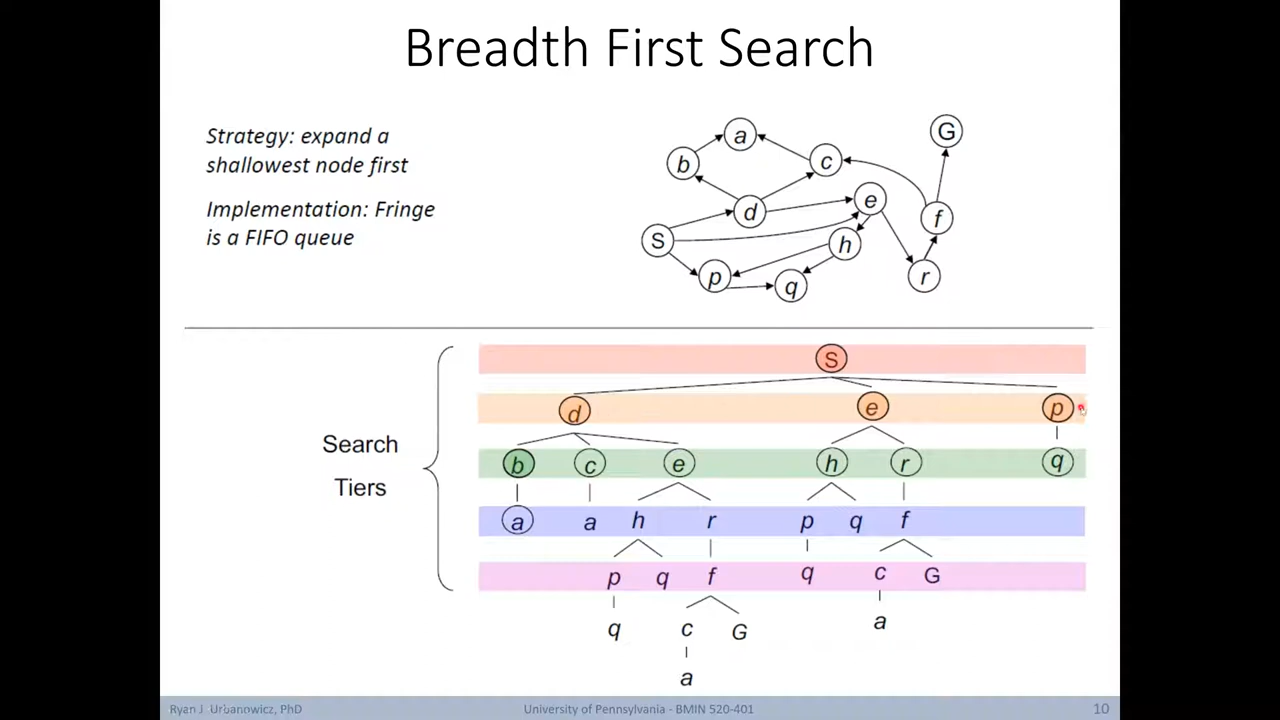 Breadth First Search
Strategy: expand a
shallowest node first
Implementation: Fringe
is a FIFO queue
G
a
b
c
e
d
f
S
h
p
q
r
Search
Tiers
S
d e p
b c e h r q
a a h r p q f
p q f q c G
q c G a
a
Ryan J. Urbanowicz, PhD
University of Pennsylvania - BMIN 520-401
10